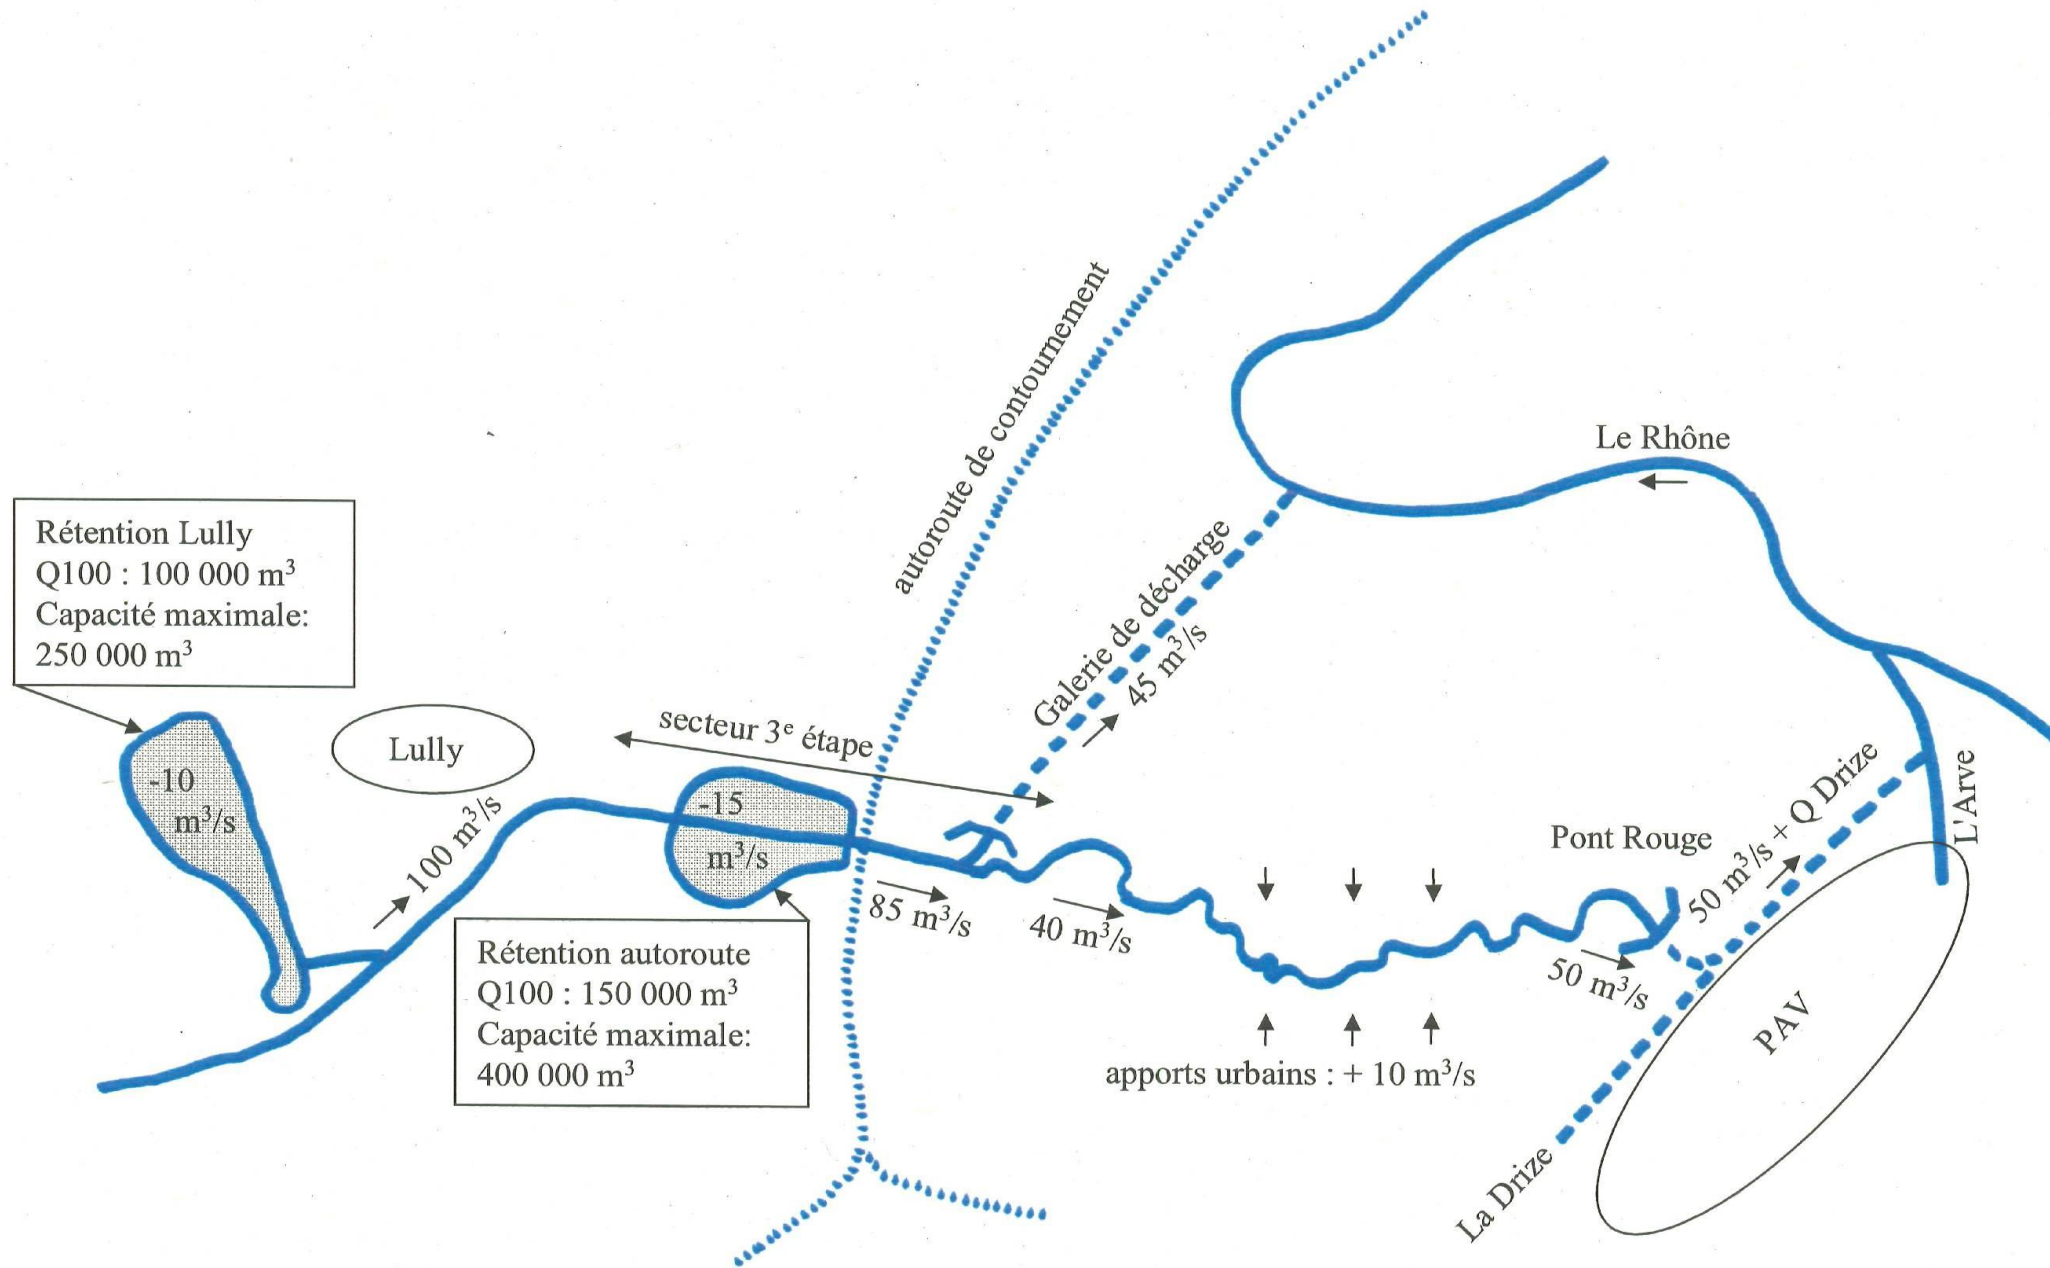 autoroute de contournement
Le Rhône
Rétention Lully
Q100 : 100 000 m³
Capacité maximale:
250 000 m³
Galerie de décharge
45 m³/s
-10
m³/s
Lully
secteur 3ᵉ étape
100 m³/s
-15
m³/s
85 m³/s
40 m³/s
Rétention autoroute
Q100 : 150 000 m³
Capacité maximale:
400 000 m³
apports urbains : + 10 m³/s
Pont Rouge
50 m³/s
50 m³/s + Q Drize
L'Arve
PAV
La Drize